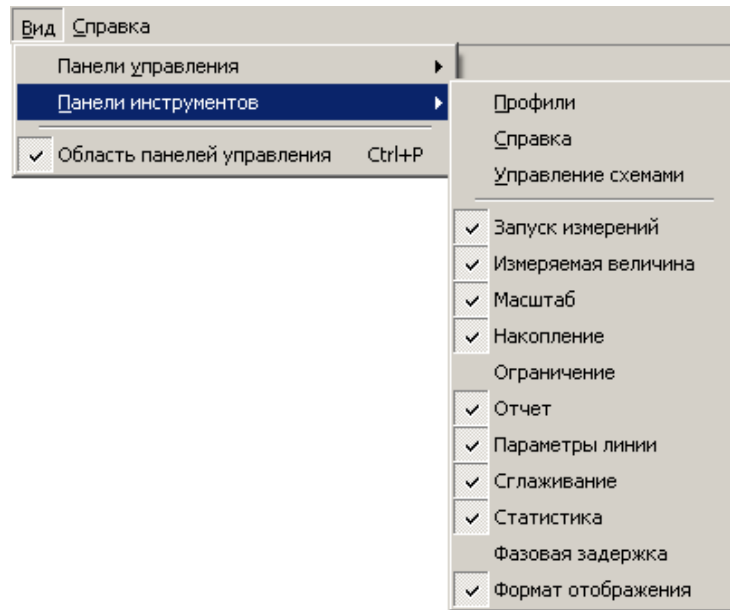 Вид Справка
Панели управления
Панели инструментов
Область панелей управления Ctrl+P
Профили
Справка
Управление схемами
Запуск измерений
Измеряемая величина
Масштаб
Накопление
Ограничение
Отчет
Параметры линии
Сглаживание
Статистика
Фазовая задержка
Формат отображения